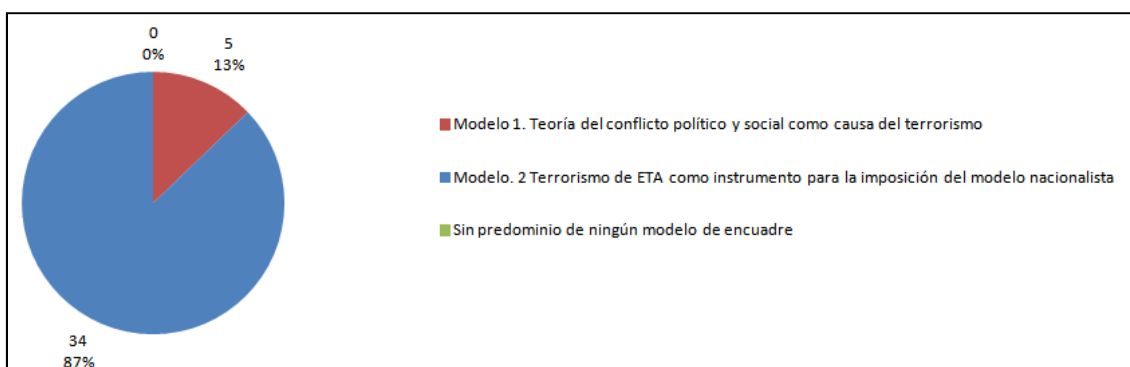 0
0%
5
13%
Modelo 1. Teoría del conflicto político y social como causa del terrorismo
Modelo. 2 Terrorismo de ETA como instrumento para la imposición del modelo nacionalista
Sin predominio de ningún modelo de encuadre
34
87%